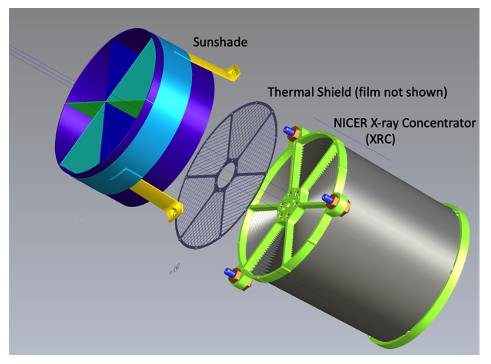 Sunshade
Thermal Shield (film not shown)
NICER X-ray Concentrator
(XRC)